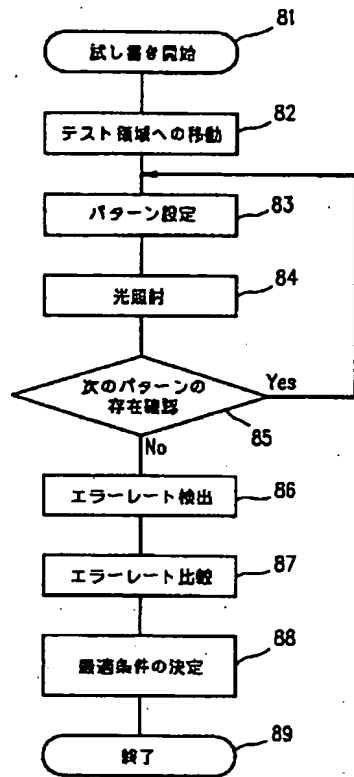 81
試し書き開始
82
テスト領域への移動
83
パターン設定
84
光照射
次のパターンの
存在確認
Yes
85
No
86
エラーレート検出
87
エラーレート比較
88
最適条件の決定
89
終了